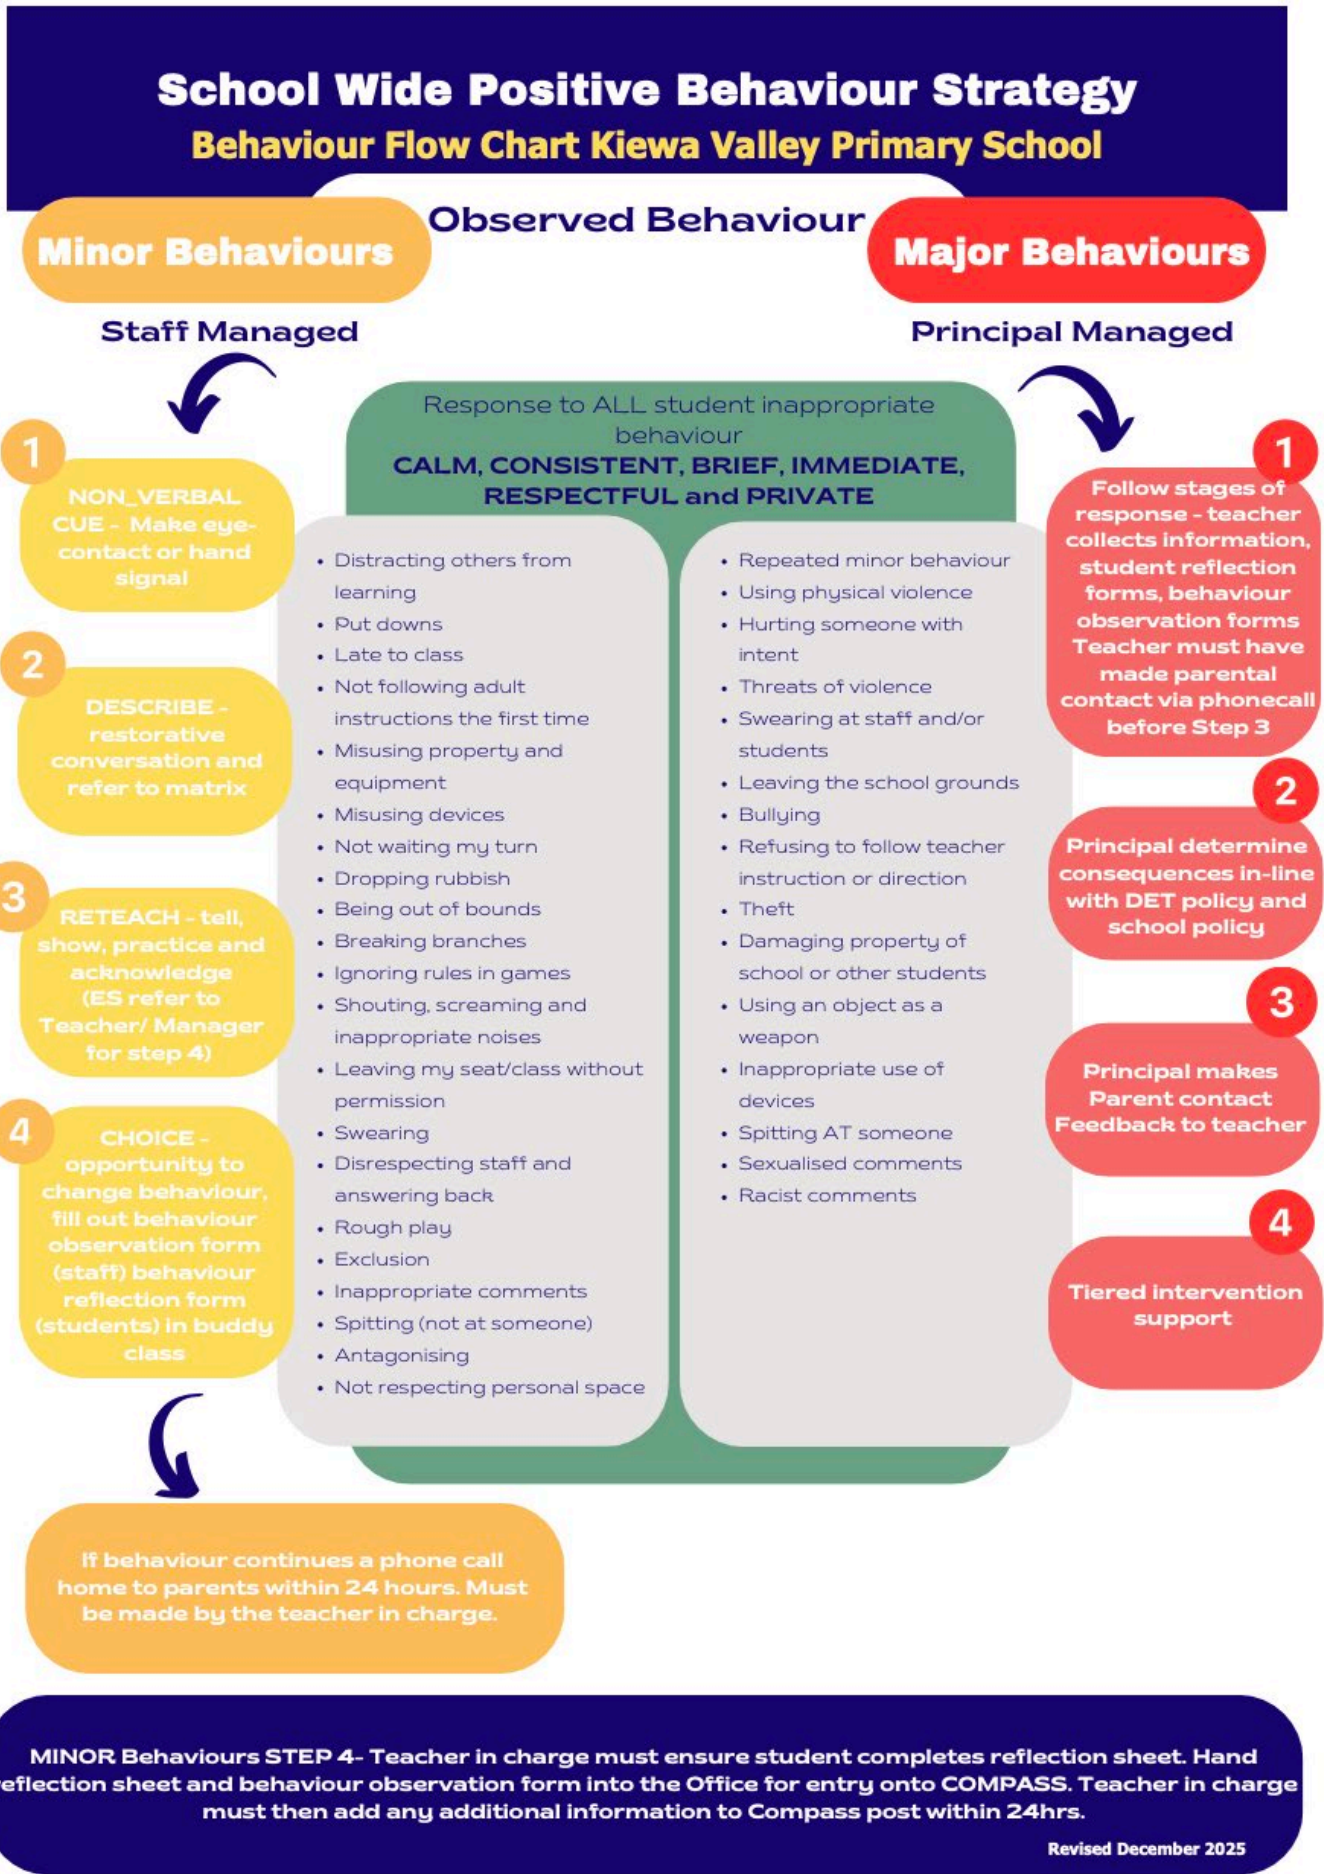 School Wide Positive Behaviour Strategy
Behaviour Flow Chart Kiewa Valley Primary School
Observed Behaviour
Minor Behaviours
Staff Managed
Major Behaviours
Principal Managed
Response to ALL student inappropriate
behaviour
CALM, CONSISTENT, BRIEF, IMMEDIATE,
RESPECTFUL and PRIVATE
1
NON_VERBAL
CUE - Make eye-
contact or hand
signal
2
DESCRIBE -
restorative
conversation and
refer to matrix
3
RETEACH - tell,
show, practice and
acknowledge
(ES refer to
Teacher/ Manager
for step 4)
4
CHOICE -
opportunity to
change behaviour,
fill out behaviour
observation form
(staff) behaviour
reflection form
(students) in buddy
class
• Distracting others from
learning
• Put downs
• Late to class
• Not following adult
instructions the first time
• Misusing property and
equipment
• Misusing devices
• Not waiting my turn
• Dropping rubbish
• Being out of bounds
• Breaking branches
• Ignoring rules in games
• Shouting, screaming and
inappropriate noises
• Leaving my seat/class without
permission
• Swearing
• Disrespecting staff and
answering back
• Rough play
• Exclusion
• Inappropriate comments
• Spitting (not at someone)
• Antagonising
• Not respecting personal space
• Repeated minor behaviour
• Using physical violence
• Hurting someone with
intent
• Threats of violence
• Swearing at staff and/or
students
• Leaving the school grounds
• Bullying
• Refusing to follow teacher
instruction or direction
• Theft
• Damaging property of
school or other students
• Using an object as a
weapon
• Inappropriate use of
devices
• Spitting AT someone
• Sexualised comments
• Racist comments
1
Follow stages of
response - teacher
collects information,
student reflection
forms, behaviour
observation forms
Teacher must have
made parental
contact via phonecall
before Step 3
2
Principal determine
consequences in-line
with DET policy and
school policy
3
Principal makes
Parent contact
Feedback to teacher
4
Tiered intervention
support
If behaviour continues a phone call
home to parents within 24 hours. Must
be made by the teacher in charge.
MINOR Behaviours STEP 4- Teacher in charge must ensure student completes reflection sheet. Hand
eflection sheet and behaviour observation form into the Office for entry onto COMPASS. Teacher in charge
must then add any additional information to Compass post within 24hrs.
Revised December 2025